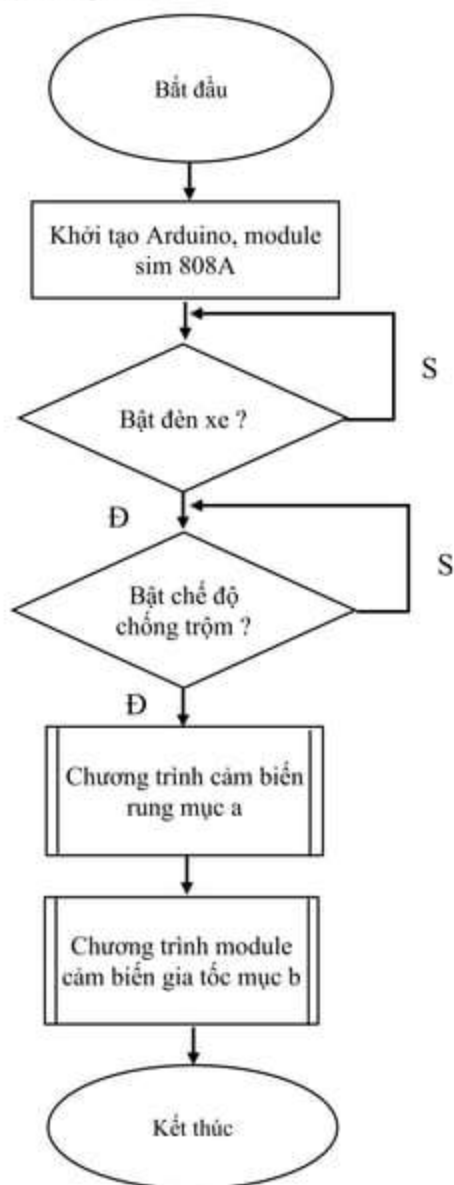 Bắt đầu
Khởi tạo Arduino, module
sim 808A
S
Bật đèn xe ?
Đ
S
Bật chế độ
chống trộm ?
Đ
Chương trình cảm biến
rung mục a
Chương trình module
cảm biến gia tốc mục b
Kết thúc